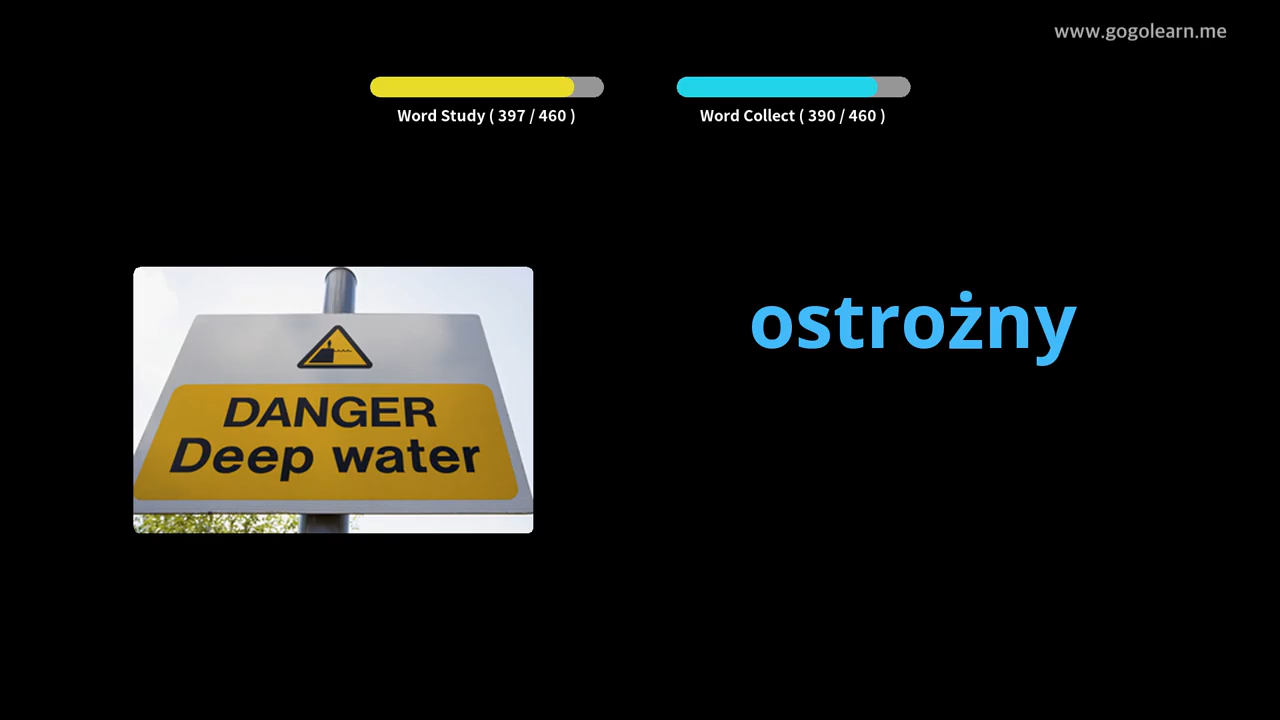 www.gogolearn.me
Word Study ( 397 / 460 )
Word Collect ( 390 / 460 )
DANGER
Deep water
ostrożny